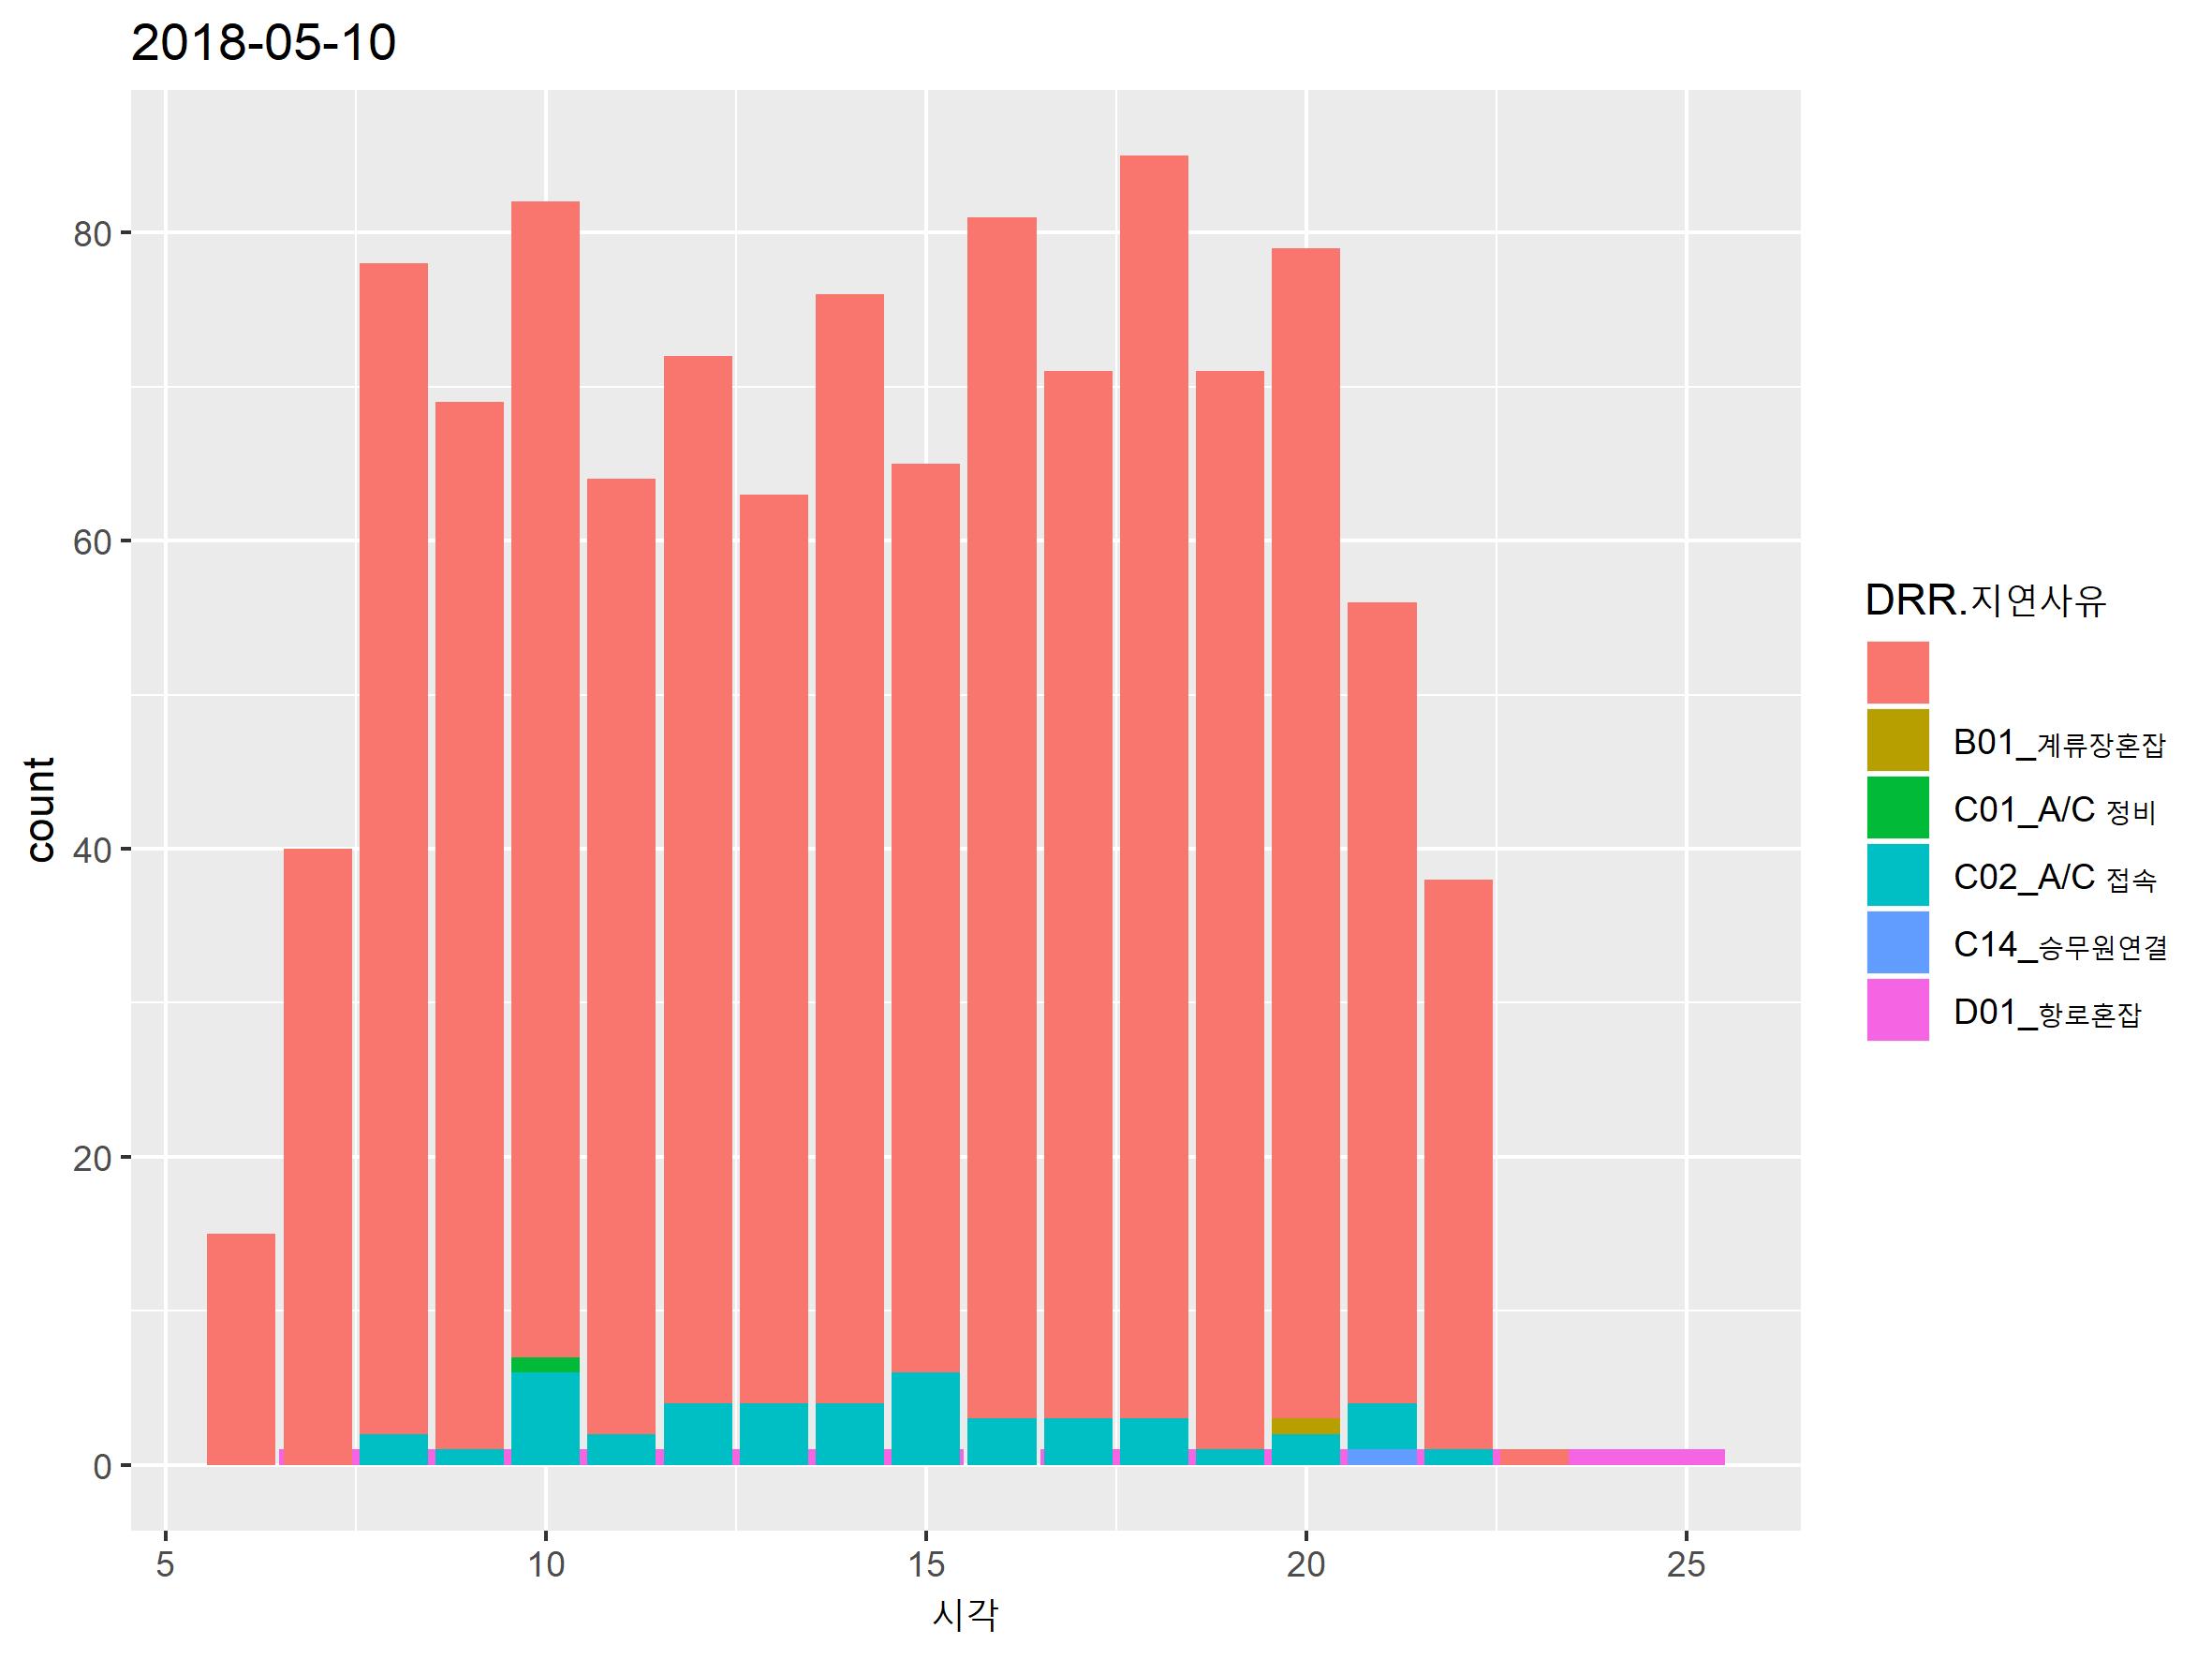 2018-05-10
80
60
40
20
0
count
5 10 15 20 25
시각
DRR.지연사유
B01_계류장혼잡
C01_A/C 정비
C02_A/C 접속
C14_승무원연결
D01_항로혼잡